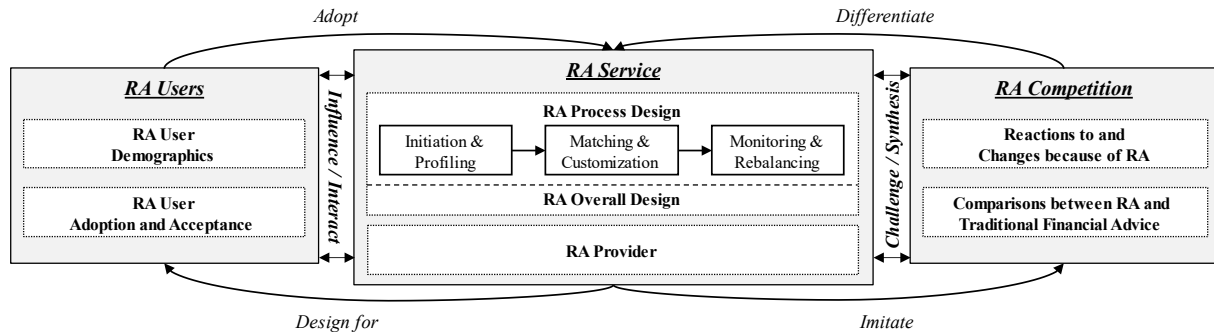 Adopt
Differentiate
RA Users
RA User
Demographics
RA User
Adoption and Acceptance
Influence / Interact
RA Service
RA Process Design
Initiation &
Profiling
Matching &
Customization
Monitoring &
Rebalancing
RA Overall Design
RA Provider
Challenge / Synthesis
RA Competition
Reactions to and
Changes because of RA
Comparisons between RA and
Traditional Financial Advice
Design for
Imitate